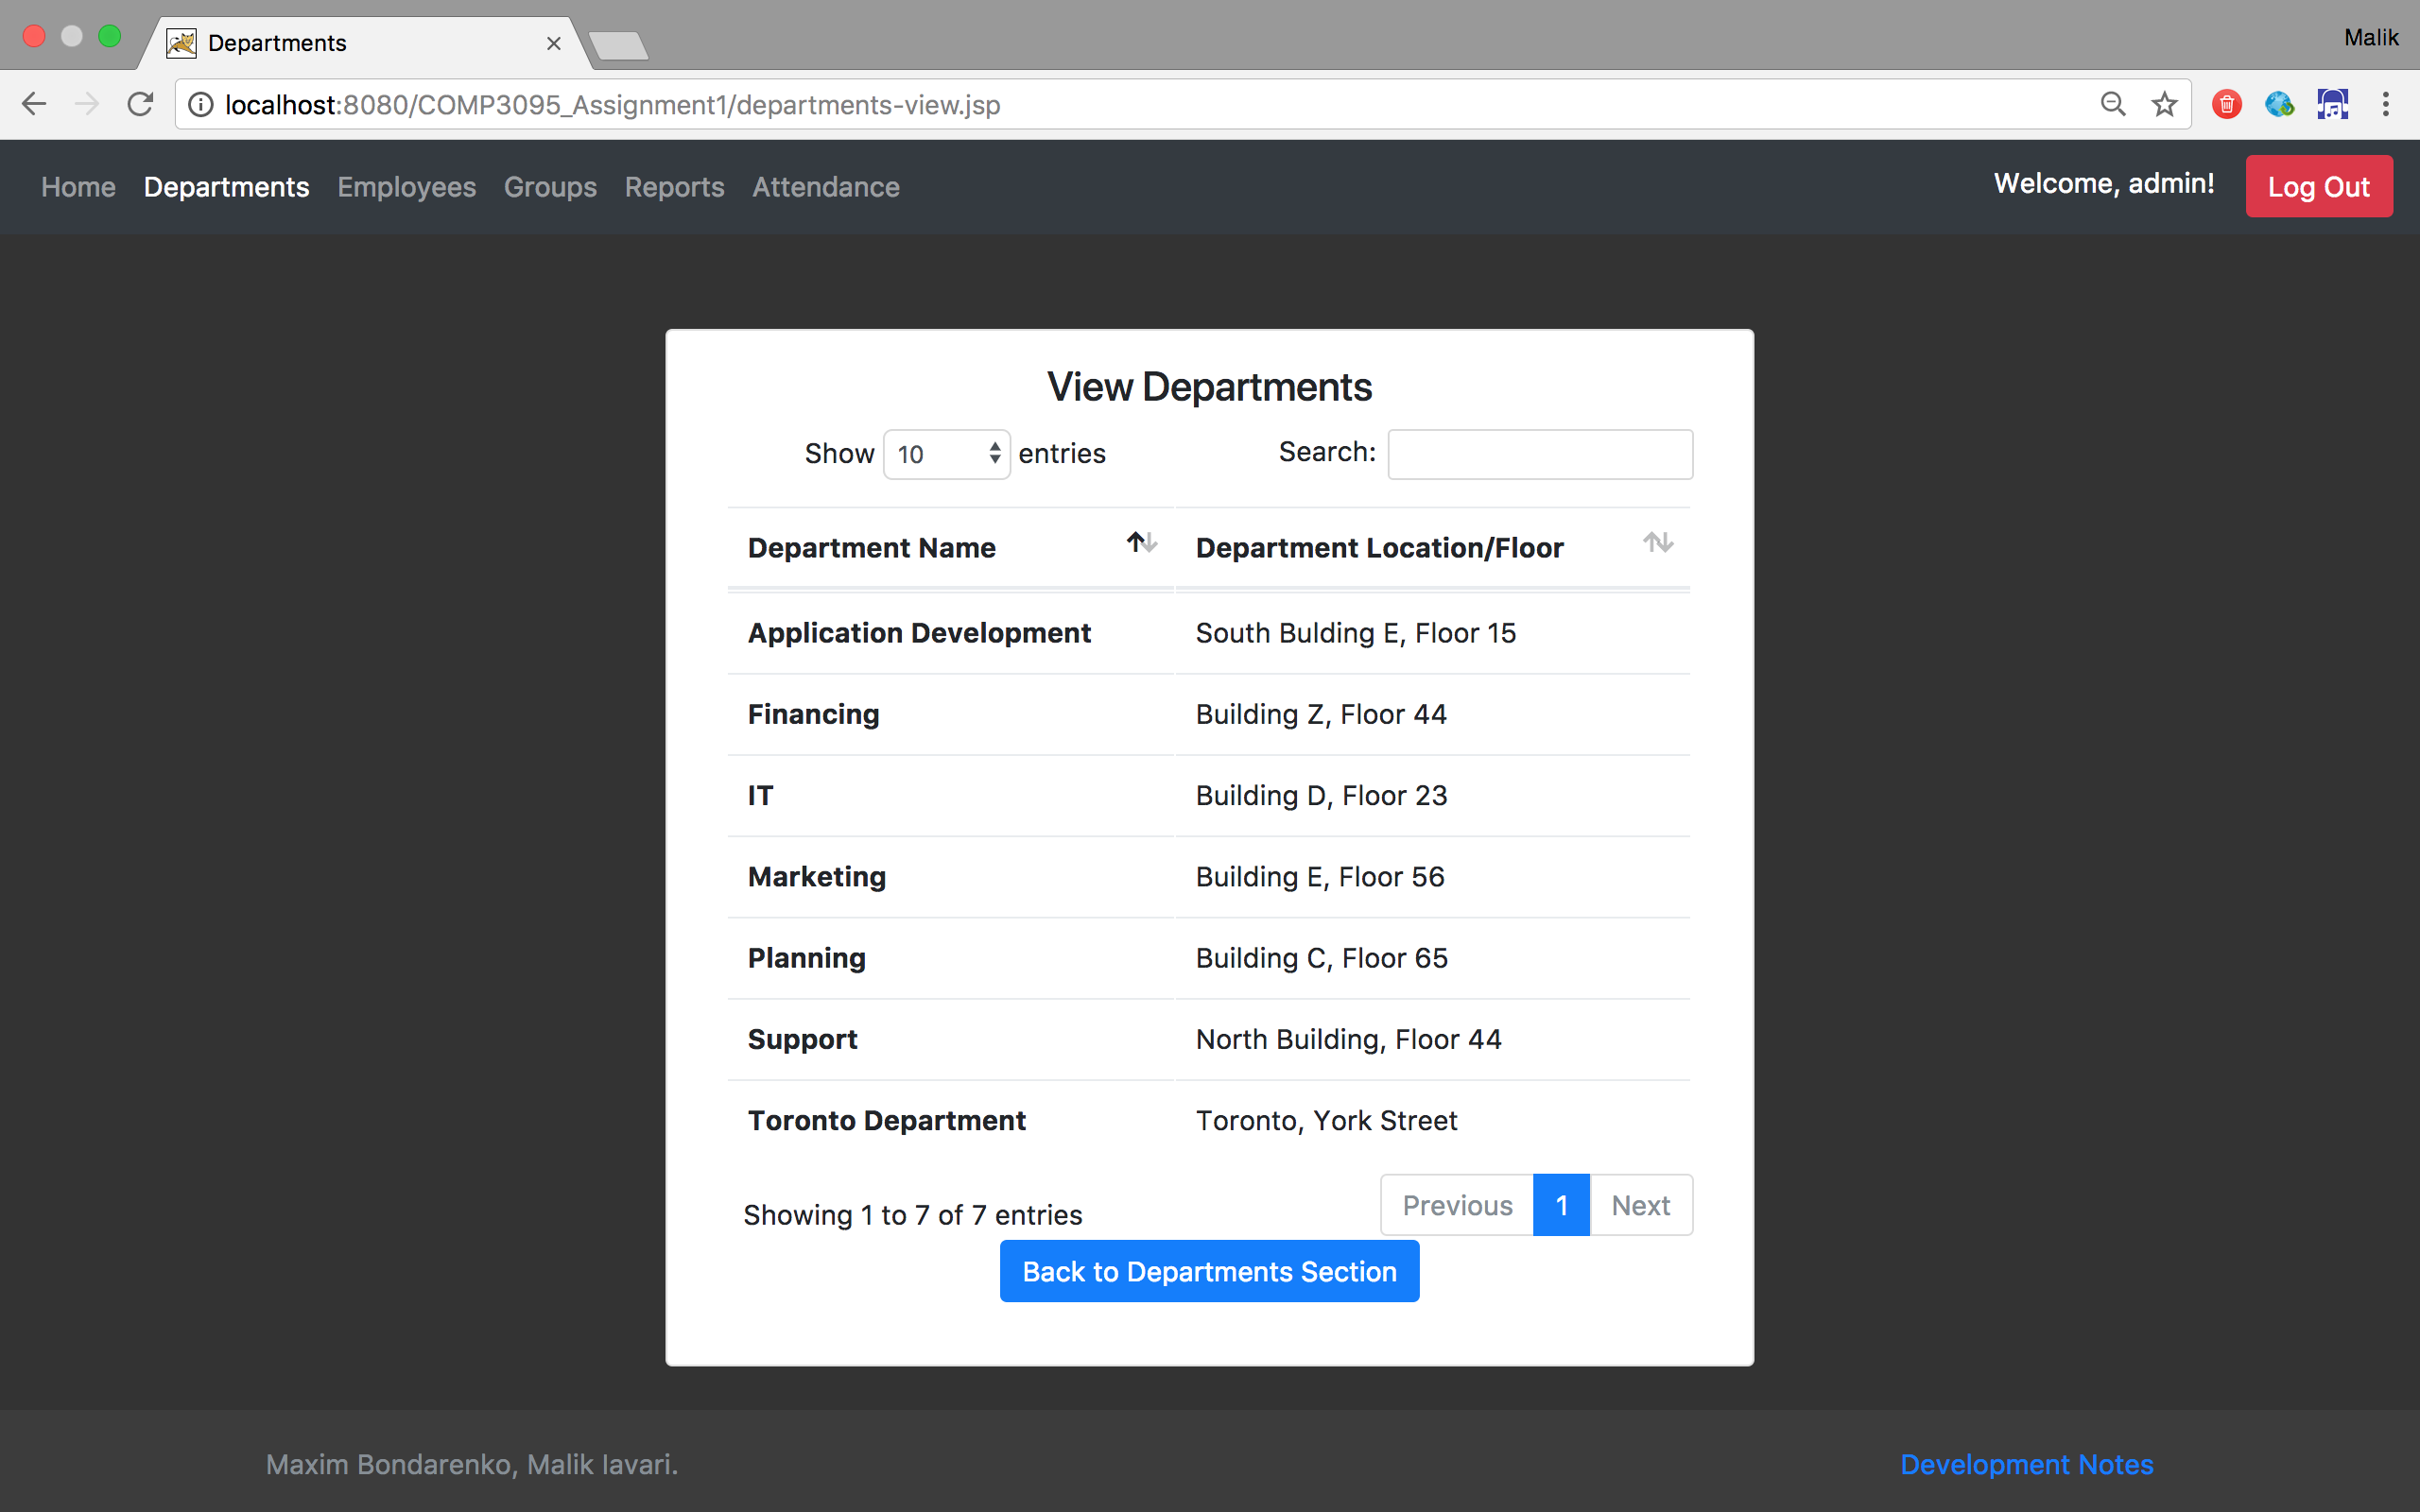 Departments
Malik
localhost:8080/COMP3095_Assignment1/departments-view.jsp
Home Departments Employees Groups Reports Attendance Welcome, admin! Log Out
View Departments
Show 10 entries Search:
Department Name Department Location/Floor
Application Development South Bulding E, Floor 15
Financing Building Z, Floor 44
IT Building D, Floor 23
Marketing Building E, Floor 56
Planning Building C, Floor 65
Support North Building, Floor 44
Toronto Department Toronto, York Street
Showing 1 to 7 of 7 entries Previous 1 Next
Back to Departments Section
Maxim Bondarenko, Malik Iavari. Development Notes